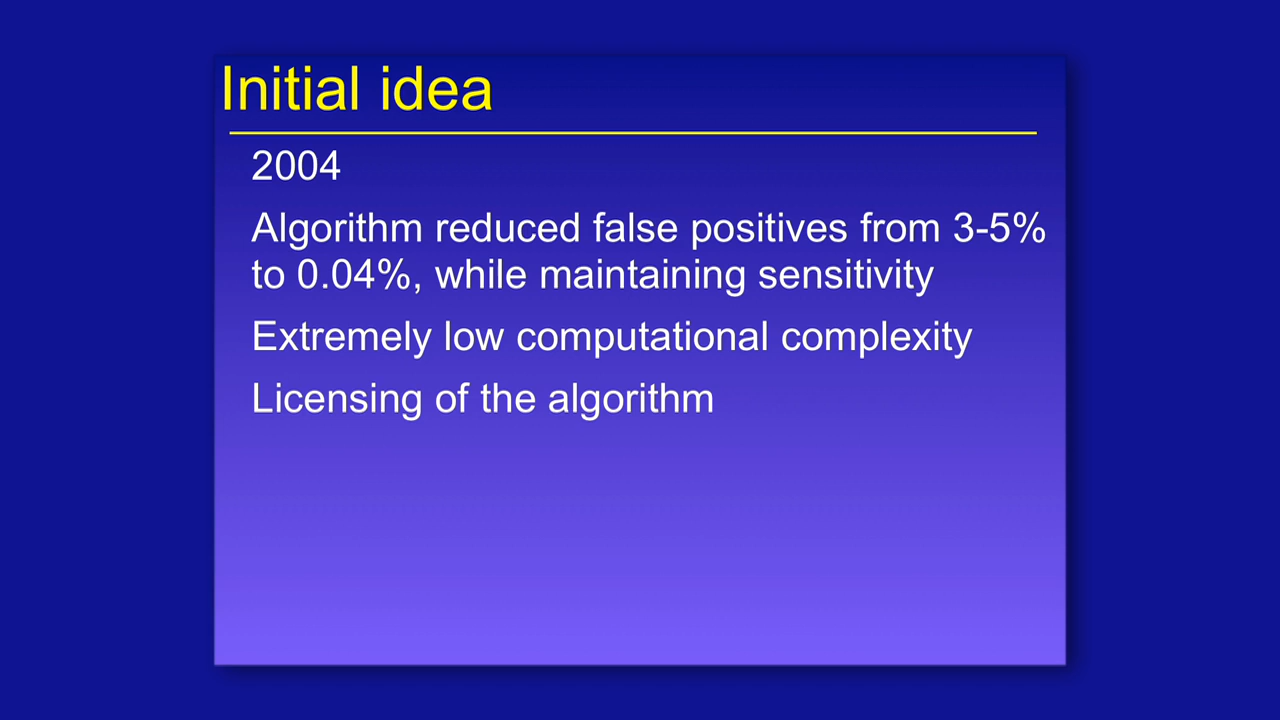 Initial idea
2004
Algorithm reduced false positives from 3-5%
to 0.04%, while maintaining sensitivity
Extremely low computational complexity
Licensing of the algorithm